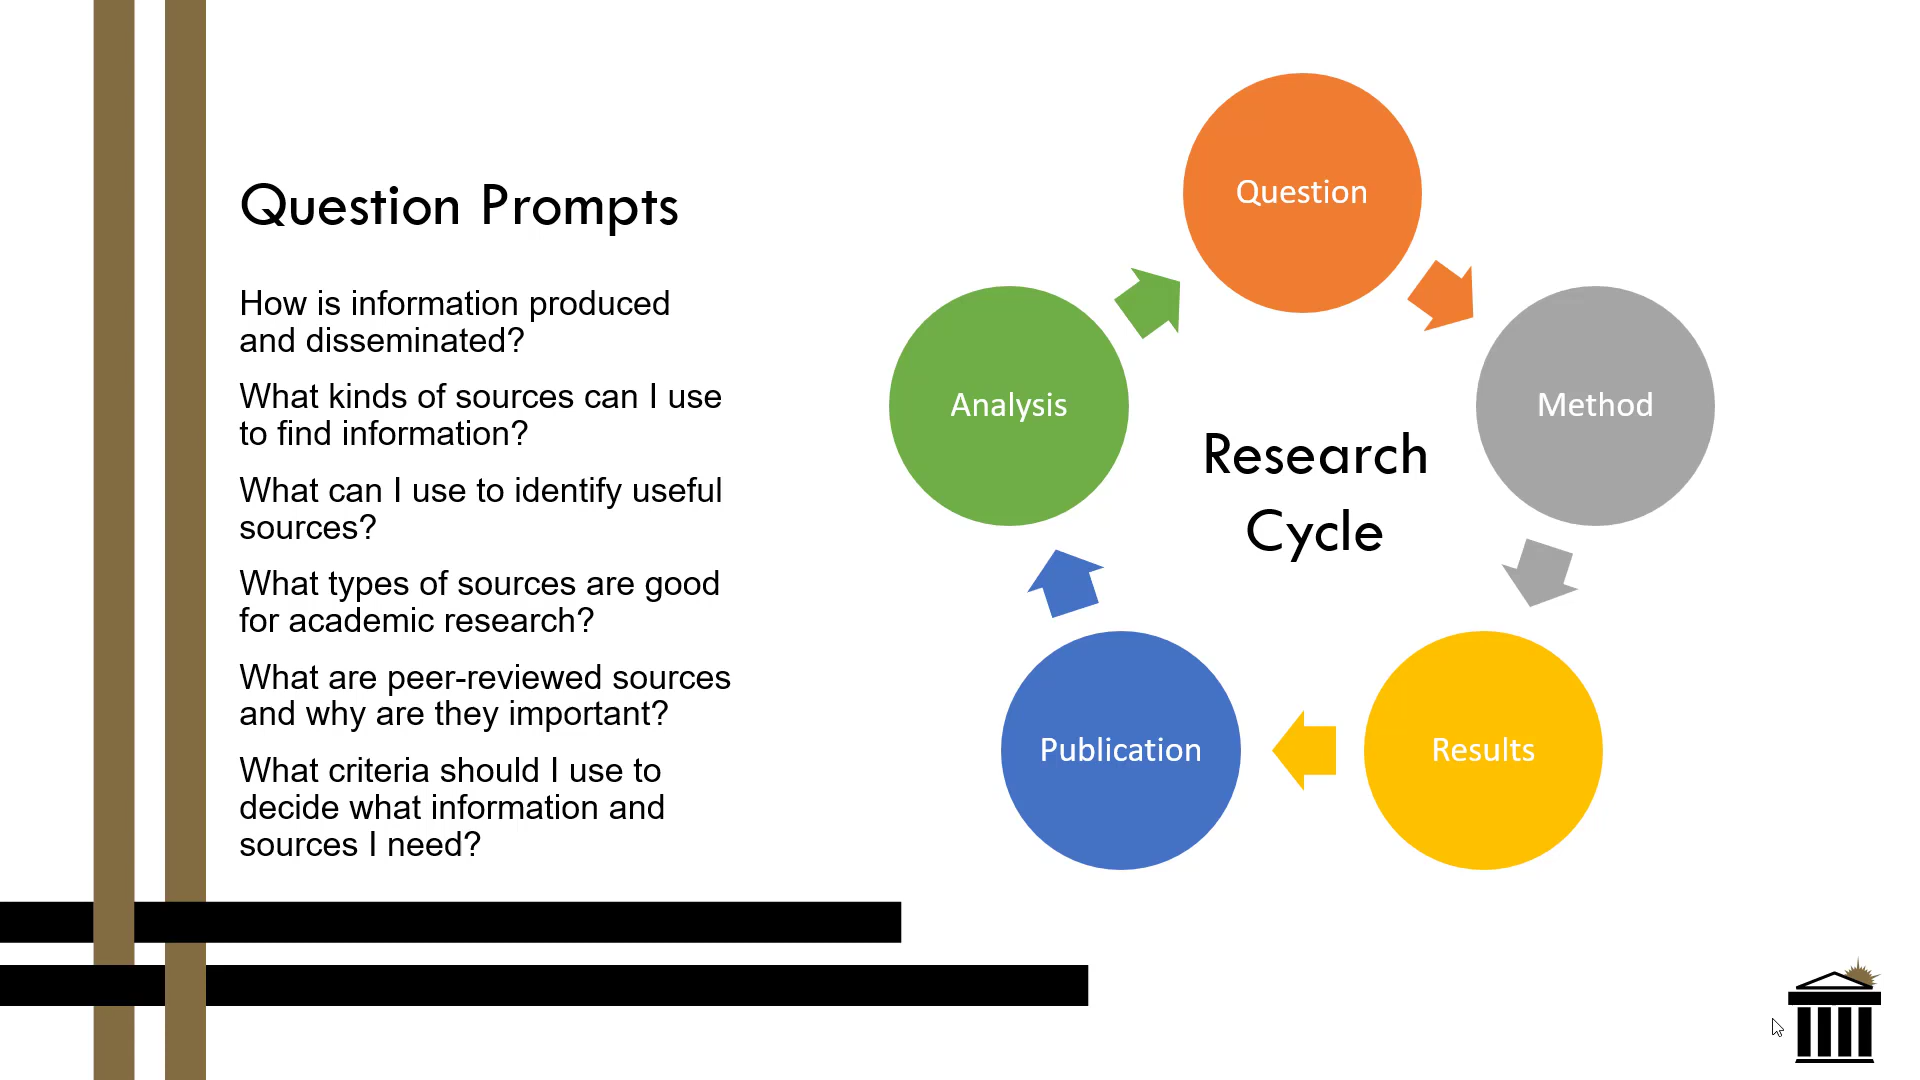 Question Prompts
How is information produced
and disseminated?
What kinds of sources can I use
to find information?
What can I use to identify useful
sources?
What types of sources are good
for academic research?
What are peer-reviewed sources
and why are they important?
What criteria should I use to
decide what information and
sources I need?
Question
Method
Results
Publication
Analysis
Research
Cycle